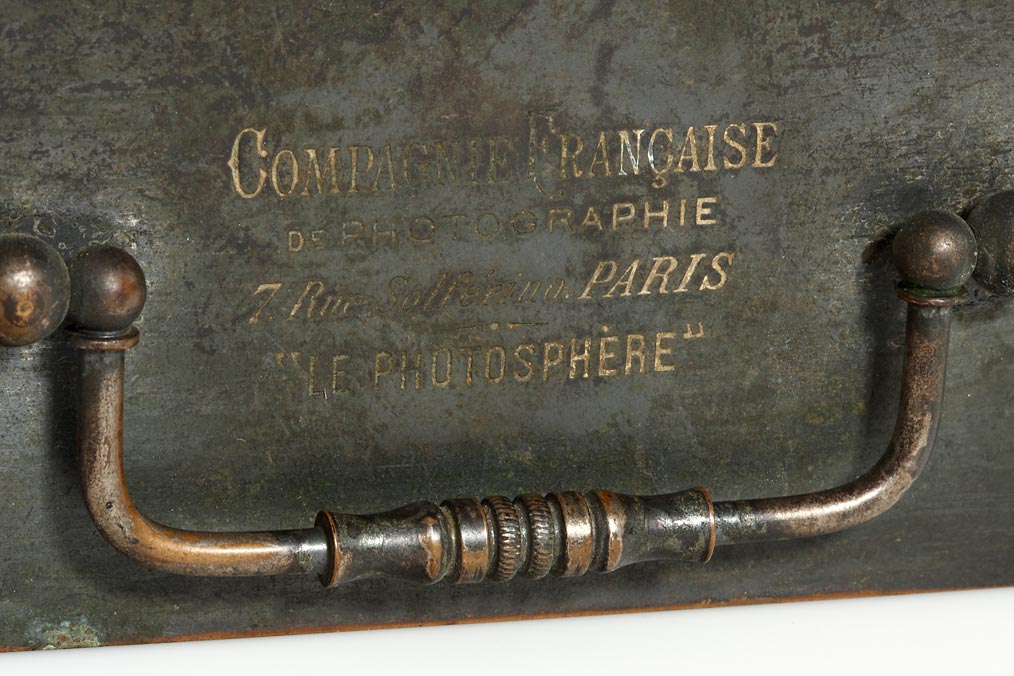 COMPAGNIE FRANÇAISE
DE PHOTOGRAPHIE
7. Rue Solférino. PARIS
"LE PHOTOSPHÈRE"